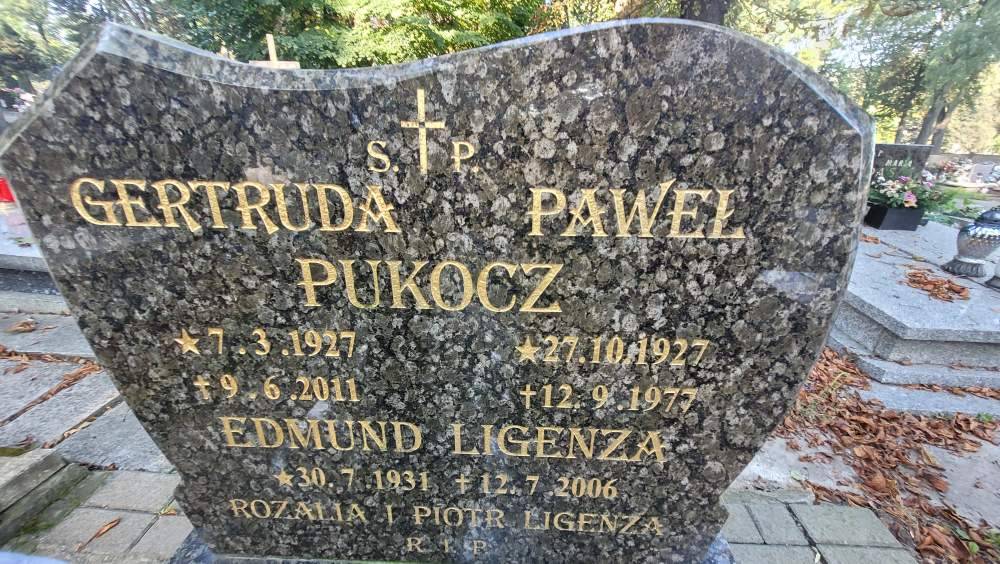 S. P.
GERTRUDA PAWEŁ
PUKOCZ
7.3.1927 27.10.1927
9.6.2011 12.9.1977
EDMUND LIGENZA
30.7.1931 12.7.2006
ROZALIA I PIOTR LIGENZA
R.I.P.
MARIA